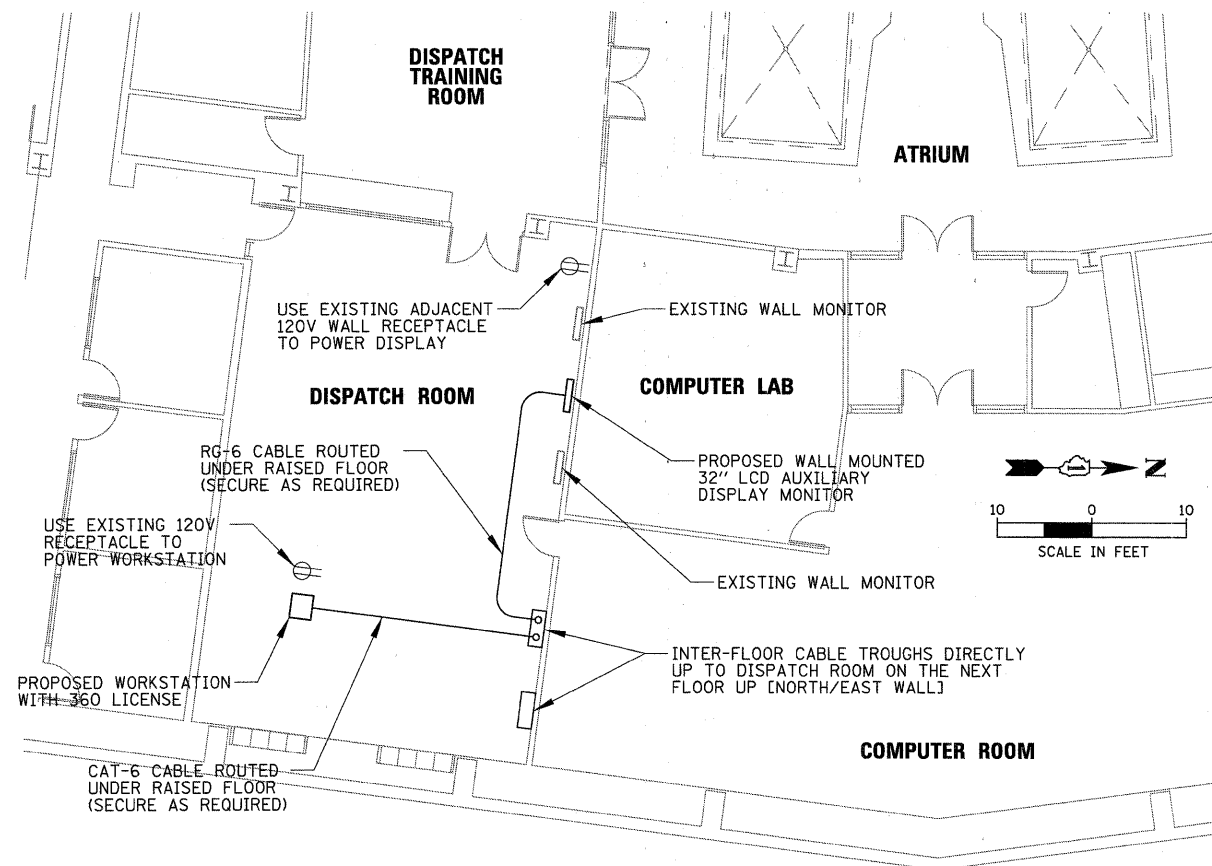 DISPATCH
TRAINING
ROOM
ATRIUM
USE EXISTING ADJACENT
120V WALL RECEPTACLE
TO POWER DISPLAY
EXISTING WALL MONITOR
DISPATCH ROOM
COMPUTER LAB
RG-6 CABLE ROUTED
UNDER RAISED FLOOR
(SECURE AS REQUIRED)
PROPOSED WALL MOUNTED
32" LCD AUXILIARY
DISPLAY MONITOR
N
10 0 10
SCALE IN FEET
USE EXISTING 120V
RECEPTACLE TO
POWER WORKSTATION
EXISTING WALL MONITOR
INTER-FLOOR CABLE TROUGHS DIRECTLY
UP TO DISPATCH ROOM ON THE NEXT
FLOOR UP [NORTH/EAST WALL]
PROPOSED WORKSTATION
WITH 360 LICENSE
COMPUTER ROOM
CAT-6 CABLE ROUTED
UNDER RAISED FLOOR
(SECURE AS REQUIRED)